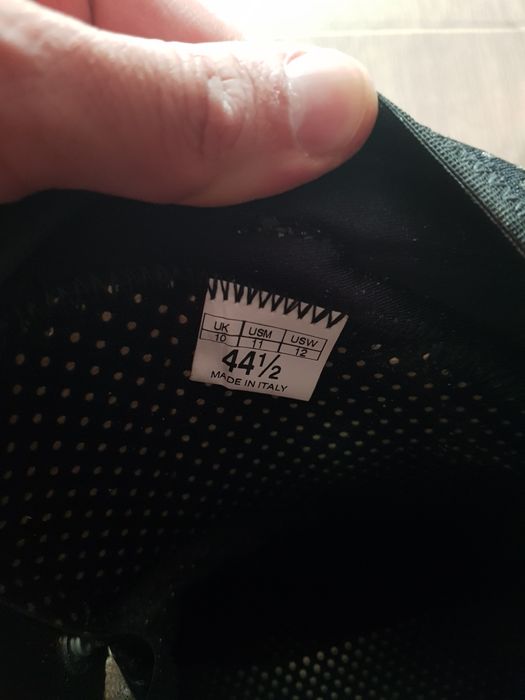 UK USM USW
10 11 12
44½
MADE IN ITALY